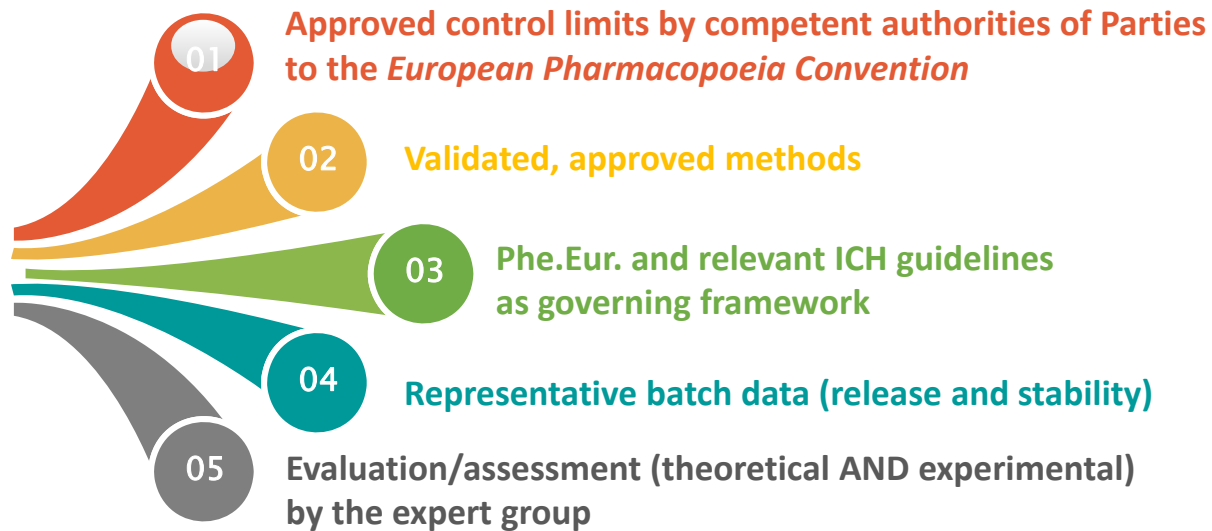 01
Approved control limits by competent authorities of Parties
to the European Pharmacopoeia Convention
02
Validated, approved methods
03
Phe.Eur. and relevant ICH guidelines
as governing framework
04
Representative batch data (release and stability)
05
Evaluation/assessment (theoretical AND experimental)
by the expert group